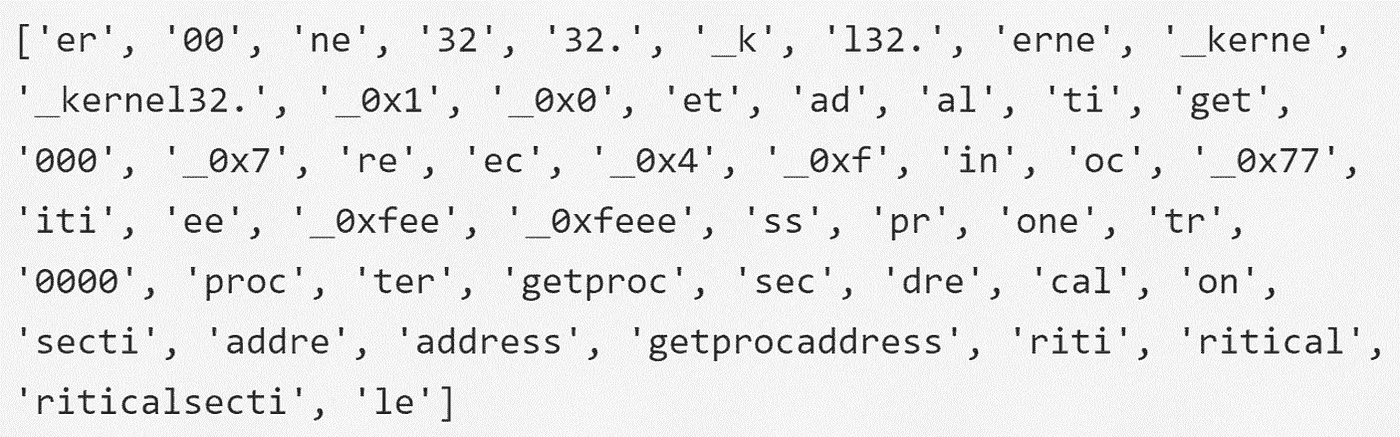 ['er', '00', 'ne', '32', '32.', '_k', 'l32.', 'erne', '_kerne',
'_kernel32.', '_0x1', '_0x0', 'et', 'ad', 'al', 'ti', 'get',
'000', '_0x7', 're', 'ec', '_0x4', '_0xf', 'in', 'oc', '_0x77',
'iti', 'ee', '_0xfee', '_0xfeee', 'ss', 'pr', 'one', 'tr',
'0000', 'proc', 'ter', 'getproc', 'sec', 'dre', 'cal', 'on',
'secti', 'addre', 'address', 'getprocaddress', 'riti', 'ritical',
'riticalsecti', 'le']